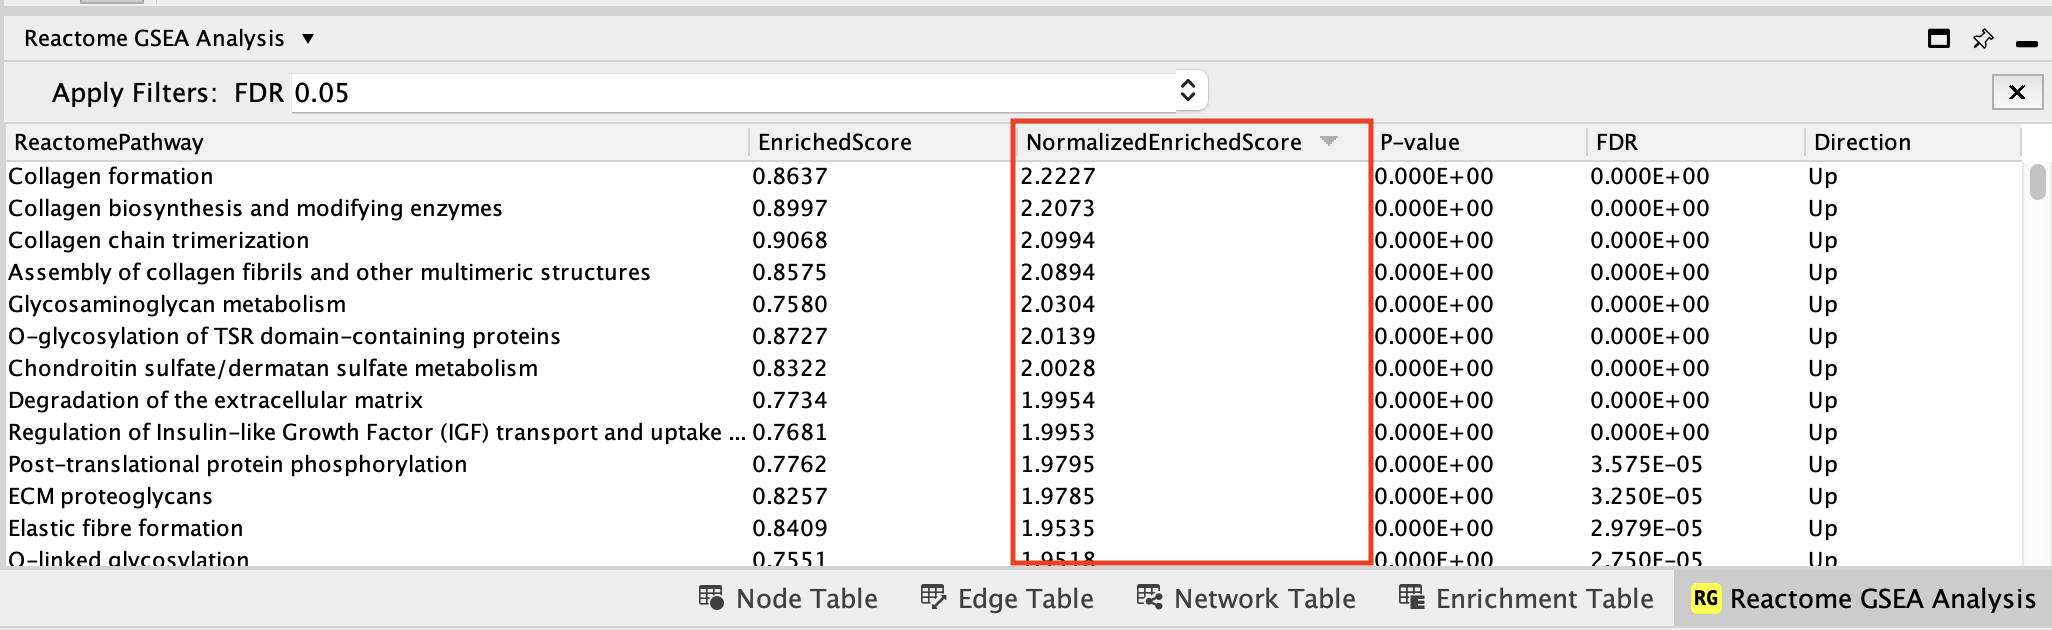 Reactome GSEA Analysis
Apply Filters: FDR 0.05
ReactomePathway EnrichedScore NormalizedEnrichedScore P-value FDR Direction
Collagen formation 0.8637 2.2227 0.000E+00 0.000E+00 Up
Collagen biosynthesis and modifying enzymes 0.8997 2.2073 0.000E+00 0.000E+00 Up
Collagen chain trimerization 0.9068 2.0994 0.000E+00 0.000E+00 Up
Assembly of collagen fibrils and other multimeric structures 0.8575 2.0894 0.000E+00 0.000E+00 Up
Glycosaminoglycan metabolism 0.7580 2.0304 0.000E+00 0.000E+00 Up
O-glycosylation of TSR domain-containing proteins 0.8727 2.0139 0.000E+00 0.000E+00 Up
Chondroitin sulfate/dermatan sulfate metabolism 0.8322 2.0028 0.000E+00 0.000E+00 Up
Degradation of the extracellular matrix 0.7734 1.9954 0.000E+00 0.000E+00 Up
Regulation of Insulin-like Growth Factor (IGF) transport and uptake ... 0.7681 1.9953 0.000E+00 0.000E+00 Up
Post-translational protein phosphorylation 0.7762 1.9795 0.000E+00 3.575E-05 Up
ECM proteoglycans 0.8257 1.9785 0.000E+00 3.250E-05 Up
Elastic fibre formation 0.8409 1.9535 0.000E+00 2.979E-05 Up
O-linked glycosylation 0.7551 1.9518 0.000E+00 2.750E-05 Up
Node Table Edge Table Network Table Enrichment Table RG Reactome GSEA Analysis